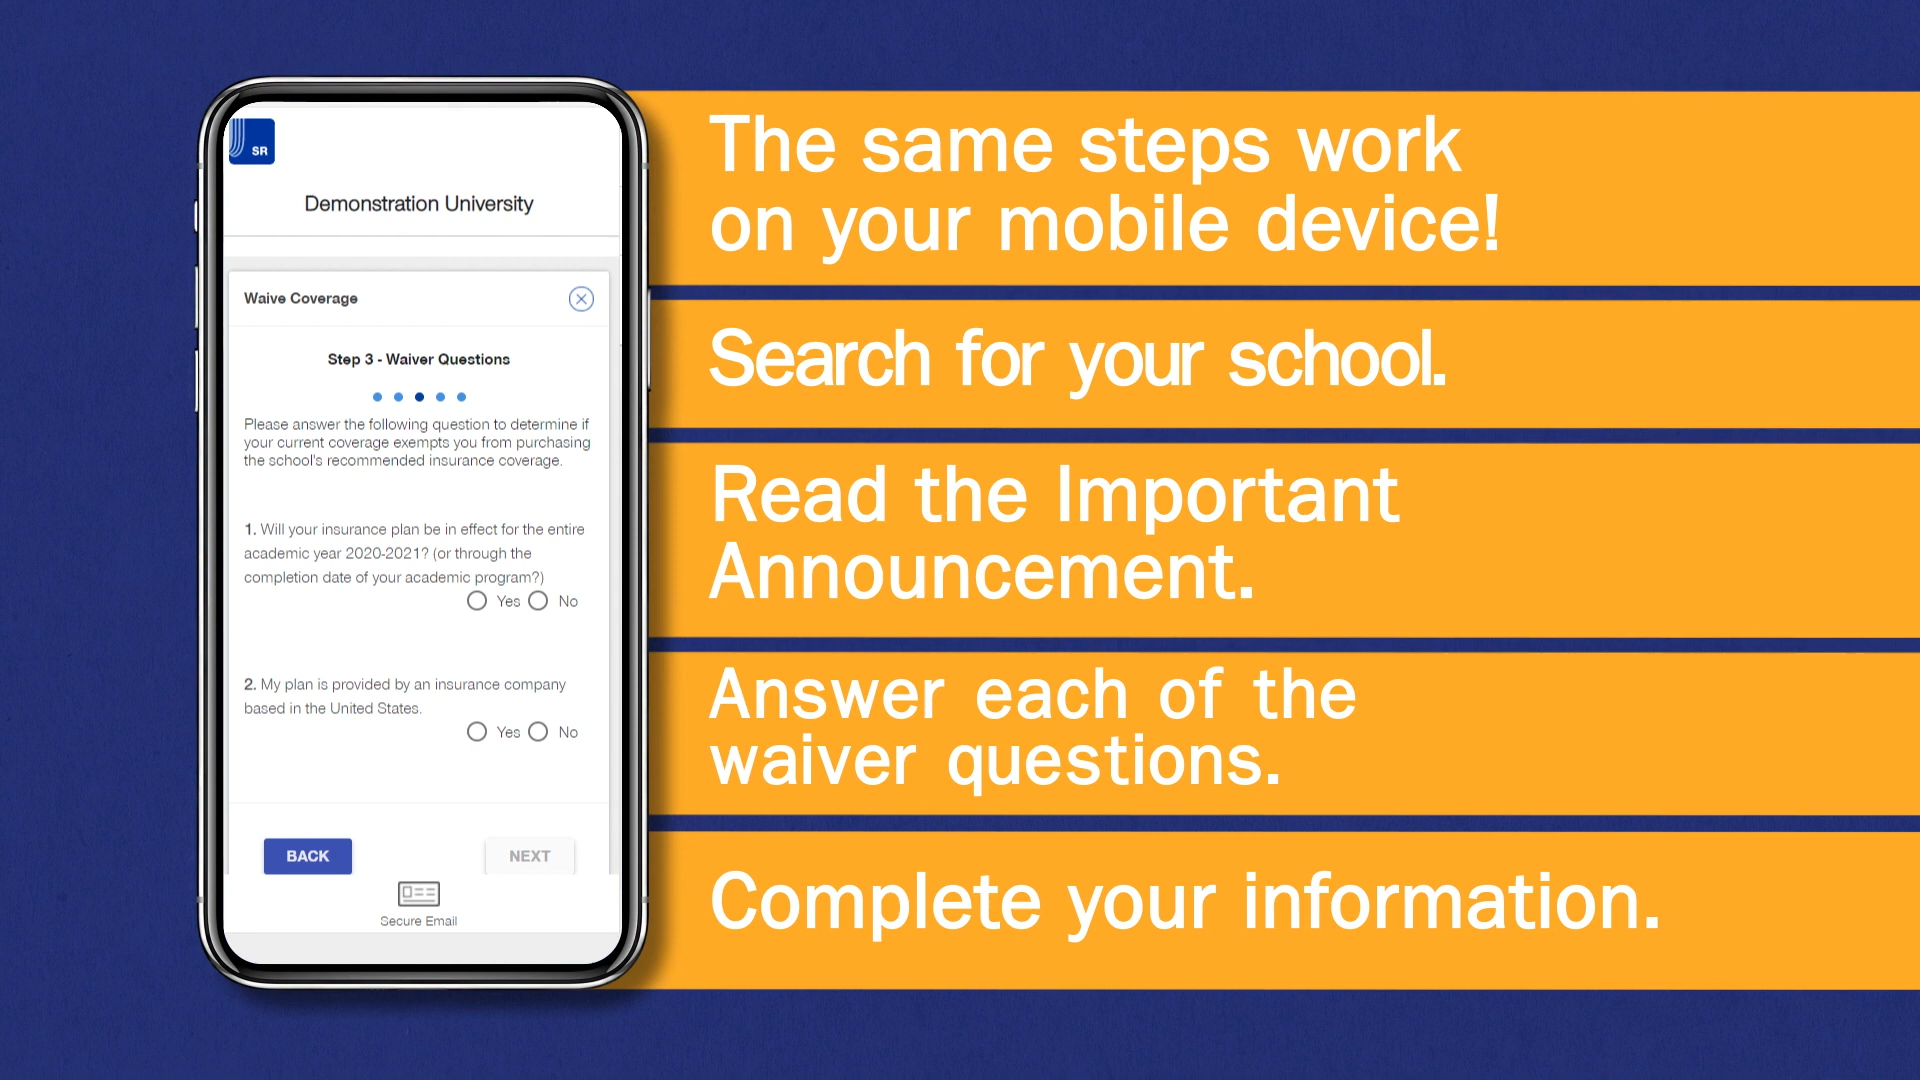 SR
Demonstration University
Waive Coverage
Step 3 - Waiver Questions
Please answer the following question to determine if
your current coverage exempts you from purchasing
the school's recommended insurance coverage.
1. Will your insurance plan be in effect for the entire
academic year 2020-2021? (or through the
completion date of your academic program?)
Yes No
2. My plan is provided by an insurance company
based in the United States.
Yes No
BACK NEXT
Secure Email
The same steps work
on your mobile device!
Search for your school.
Read the Important
Announcement.
Answer each of the
waiver questions.
Complete your information.